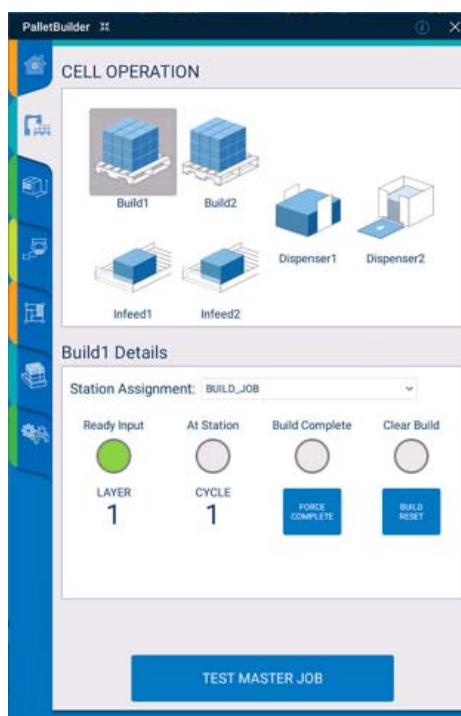 PalletBuilder
CELL OPERATION
Build1 Build2
Dispenser1 Dispenser2
Infeed1 Infeed2
Build1 Details
Station Assignment: BUILD_JOB
Ready Input At Station Build Complete Clear Build
LAYER CYCLE
1 1
FORCE COMPLETE
BUILD RESET
TEST MASTER JOB